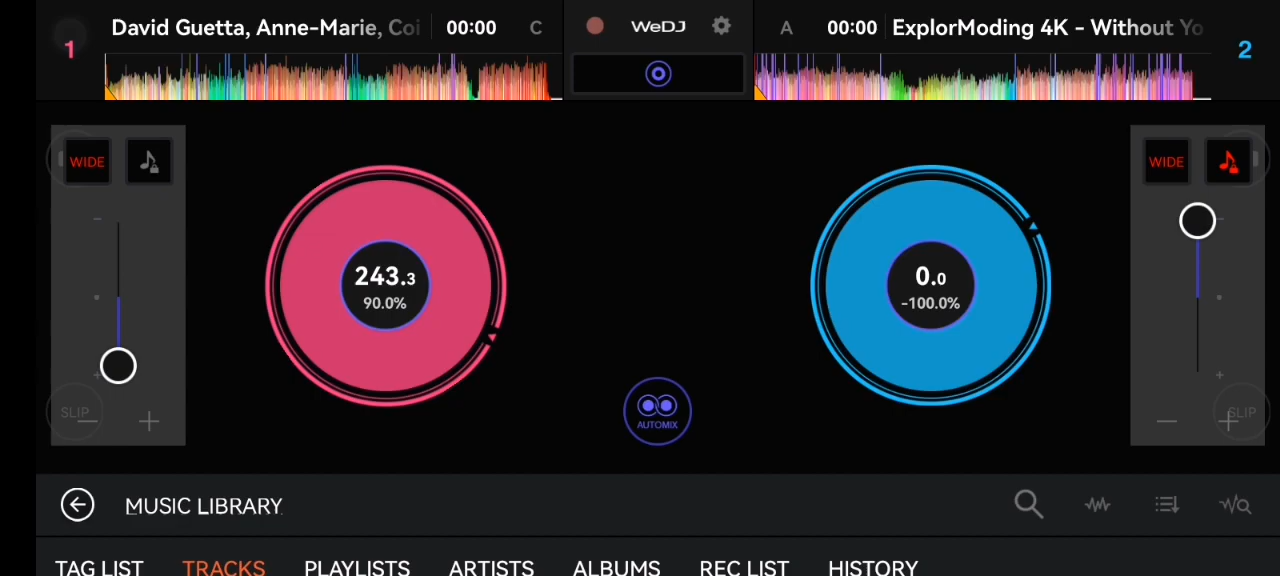 1
David Guetta, Anne-Marie, Coi
00:00
C
WeDJ
A
00:00
ExplorModing 4K - Without Yo
2
WIDE
WIDE
243.3
90.0%
0.0
-100.0%
SLIP
SLIP
AUTOMIX
MUSIC LIBRARY
TAG LIST TRACKS PLAYLISTS ARTISTS ALBUMS REC LIST HISTORY